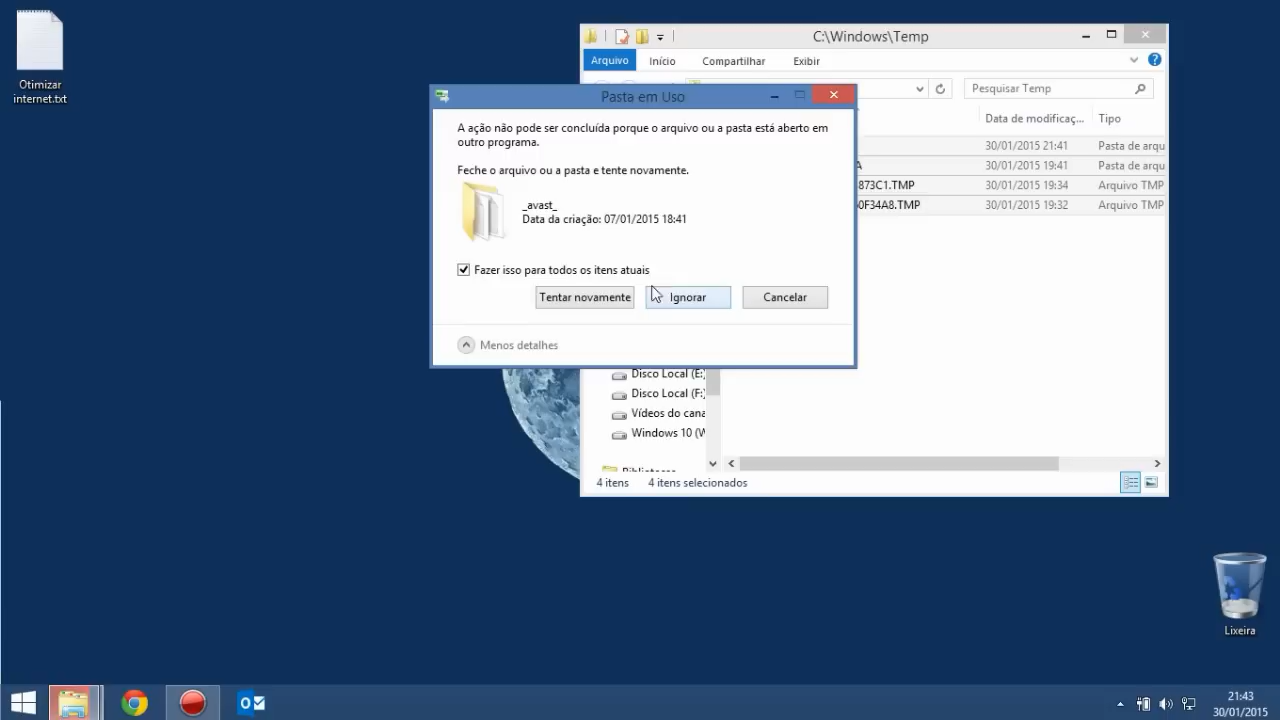 Otimizar
internet.txt
C:\Windows\Temp
Arquivo
Início
Compartilhar
Exibir
Pesquisar Temp
Data de modificaç...
Tipo
30/01/2015 21:41
Pasta de arqu
A
30/01/2015 19:41
Pasta de arqu
873C1.TMP
30/01/2015 19:34
Arquivo TMP
0F34A8.TMP
30/01/2015 19:32
Arquivo TMP
Pasta em Uso
A ação não pode ser concluída porque o arquivo ou a pasta está aberto em
outro programa.
Feche o arquivo ou a pasta e tente novamente.
_avast_
Data da criação: 07/01/2015 18:41
Fazer isso para todos os itens atuais
Tentar novamente
Ignorar
Cancelar
Menos detalhes
Disco Local (E:)
Disco Local (F:)
Vídeos do cana
Windows 10 (W
Bibliotecas
4 itens
4 itens selecionados
Lixeira
21:43
30/01/2015